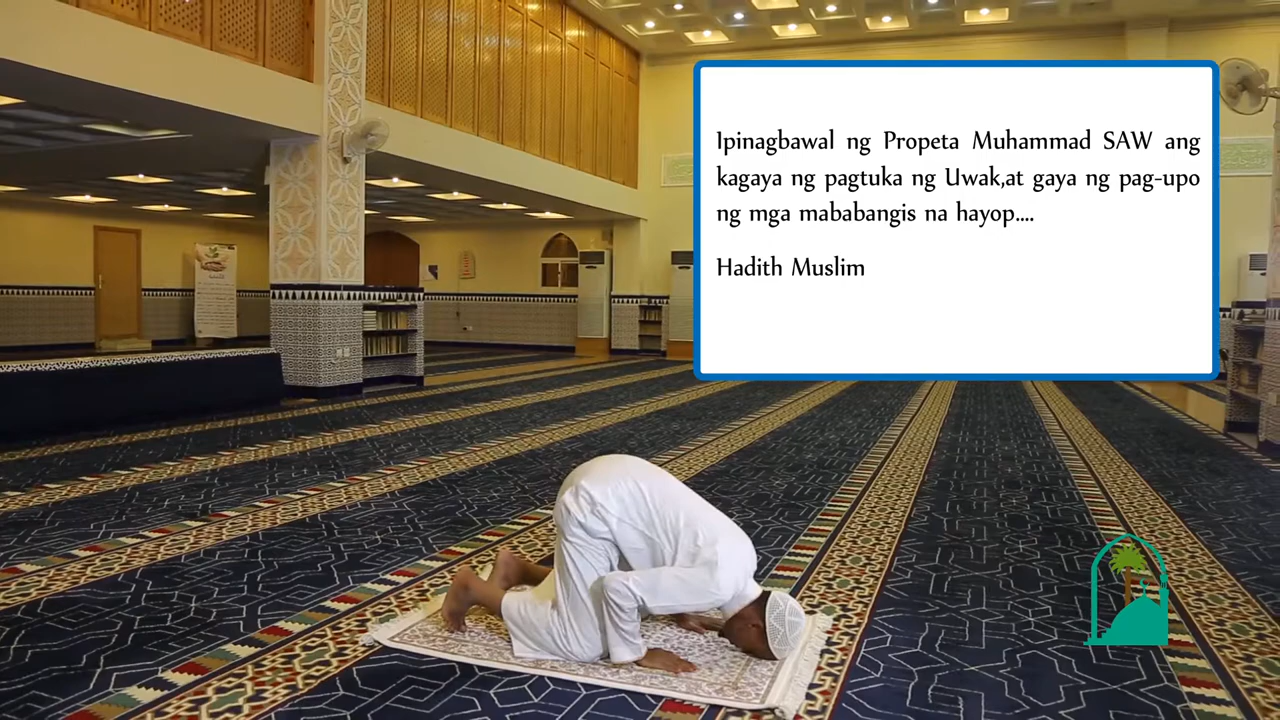 Ipinagbawal ng Propeta Muhammad SAW ang
kagaya ng pagtuka ng Uwak,at gaya ng pag-upo
ng mga mababangis na hayop....
Hadith Muslim